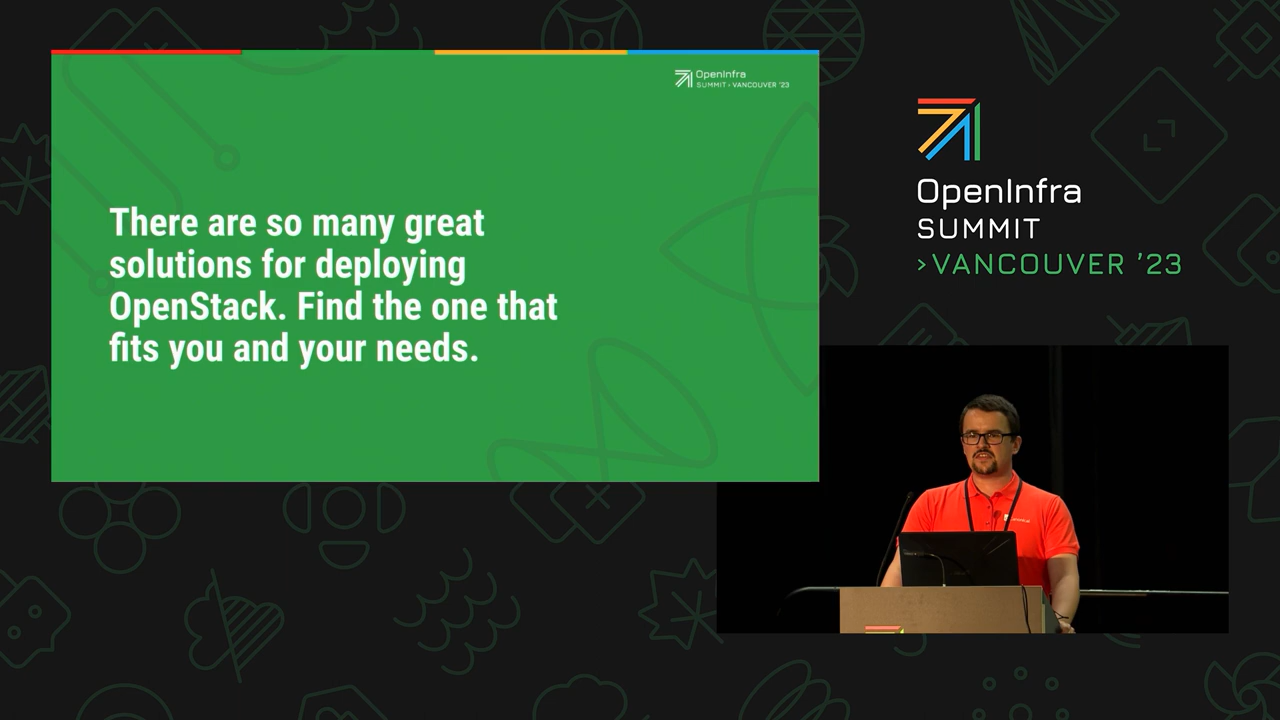 OpenInfra
SUMMIT › VANCOUVER '23
There are so many great
solutions for deploying
OpenStack. Find the one that
fits you and your needs.
OpenInfra
SUMMIT
>VANCOUVER '23